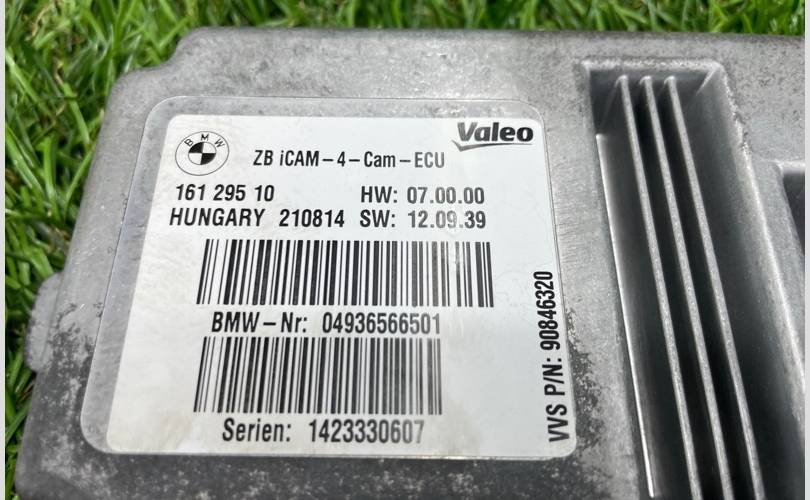 BMW
Valeo
ZB iCAM-4-Cam-ECU
161 295 10 HW: 07.00.00
HUNGARY 210814 SW: 12.09.39
BMW-Nr: 04936566501
Serien: 1423330607
VVS P/N: 90846320